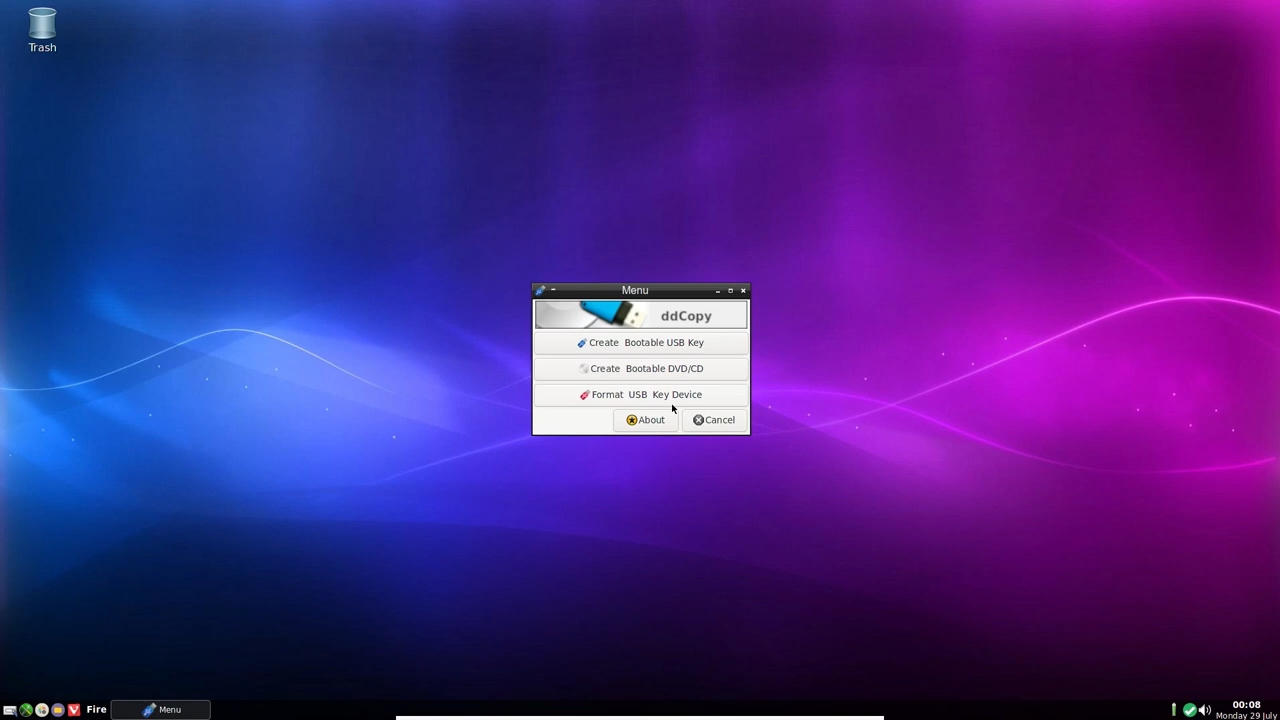 Trash
Menu
ddCopy
Create Bootable USB Key
Create Bootable DVD/CD
Format USB Key Device
About
Cancel
Fire
Menu
00:08
Monday 29 July